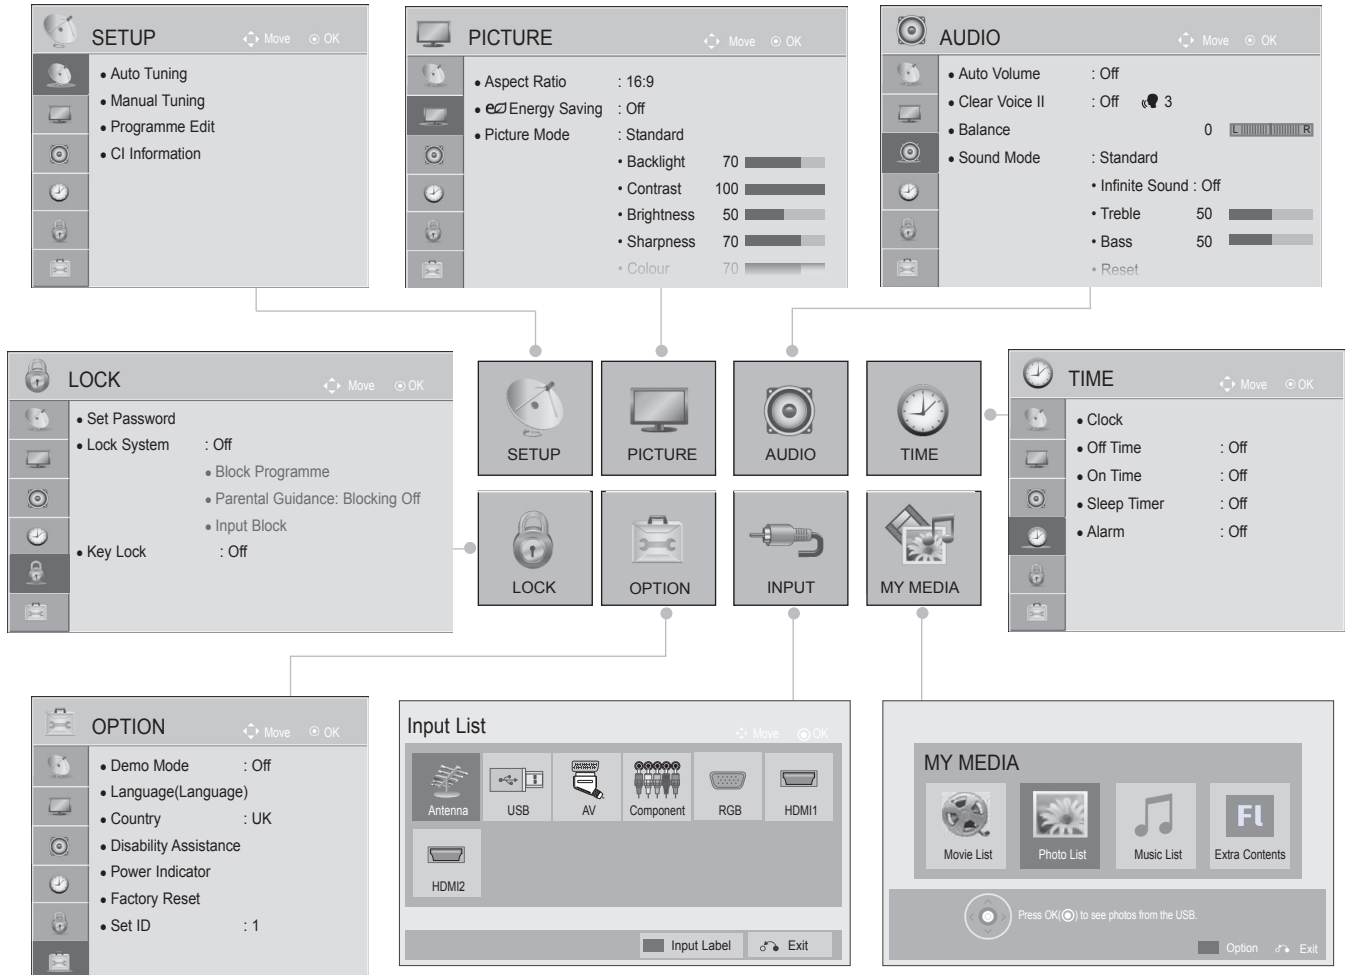 SETUP
Move OK
Auto Tuning
Manual Tuning
Programme Edit
CI Information
PICTURE
Move OK
Aspect Ratio : 16:9
Energy Saving : Off
Picture Mode : Standard
• Backlight 70
• Contrast 100
• Brightness 50
• Sharpness 70
• Colour 70
AUDIO
Move OK
Auto Volume : Off
Clear Voice II : Off 3
Balance 0 L R
Sound Mode : Standard
• Infinite Sound : Off
• Treble 50
• Bass 50
• Reset
LOCK
Move OK
Set Password
Lock System : Off
Block Programme
Parental Guidance: Blocking Off
Input Block
Key Lock : Off
SETUP
PICTURE
AUDIO
TIME
LOCK
OPTION
INPUT
MY MEDIA
TIME
Move OK
Clock
Off Time : Off
On Time : Off
Sleep Timer : Off
Alarm : Off
OPTION
Move OK
Demo Mode : Off
Language(Language)
Country : UK
Disability Assistance
Power Indicator
Factory Reset
Set ID : 1
Input List
Move OK
Antenna
USB
AV
Component
RGB
HDMI1
HDMI2
Input Label Exit
MY MEDIA
Movie List
Photo List
Music List
FL
Extra Contents
Press OK(◉) to see photos from the USB.
Option Exit